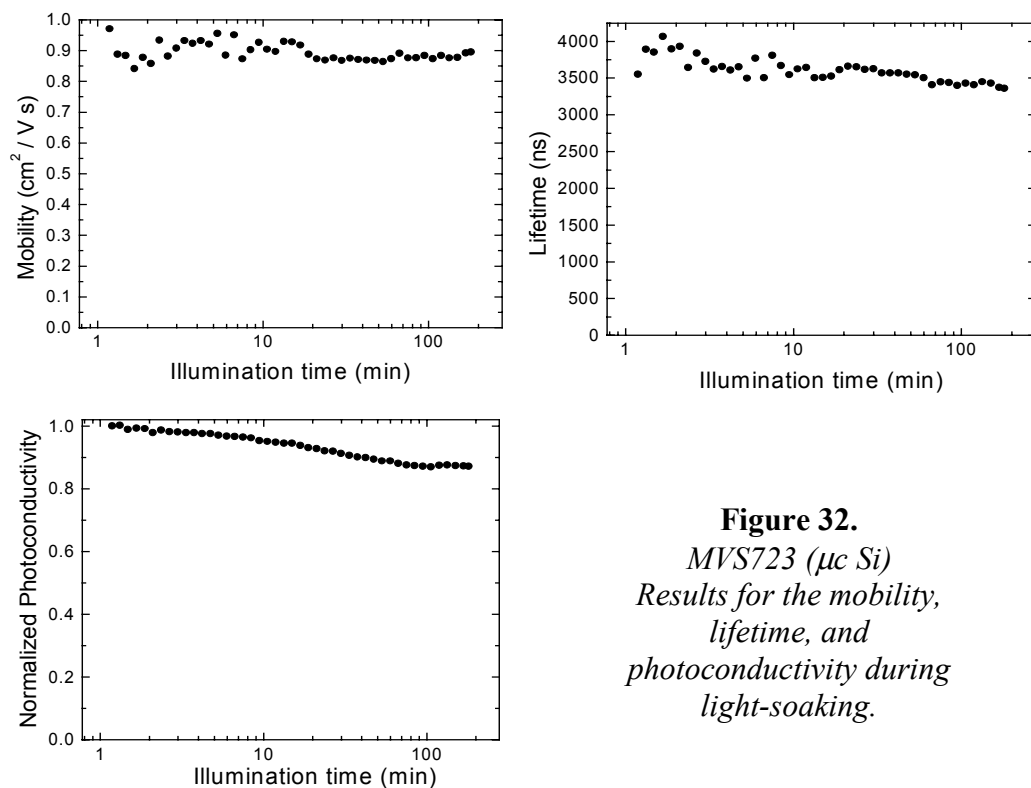 1.0
0.9
0.8
0.7
0.6
0.5
0.4
0.3
0.2
0.1
0.0
Mobility (cm² / V s)
1
10
100
Illumination time (min)
4000
3500
3000
2500
2000
1500
1000
500
0
Lifetime (ns)
1
10
100
Illumination time (min)
1.0
0.8
0.6
0.4
0.2
0.0
Normalized Photoconductivity
1
10
100
Illumination time (min)
Figure 32.
MVS723 (μc Si)
Results for the mobility,
lifetime, and
photoconductivity during
light-soaking.